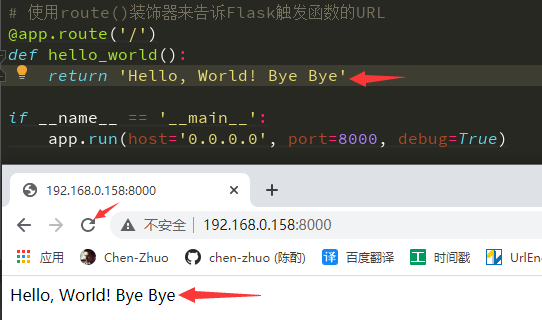 # 使用route()装饰器来告诉Flask触发函数的URL
@app.route('/')
def hello_world():
return 'Hello, World! Bye Bye'
if __name__ == '__main__':
app.run(host='0.0.0.0', port=8000, debug=True)
192.168.0.158:8000
不安全 | 192.168.0.158:8000
应用 Chen-Zhuo chen-zhuo (陈酌) 译 百度翻译 工 时间戳 UrlEn
Hello, World! Bye Bye